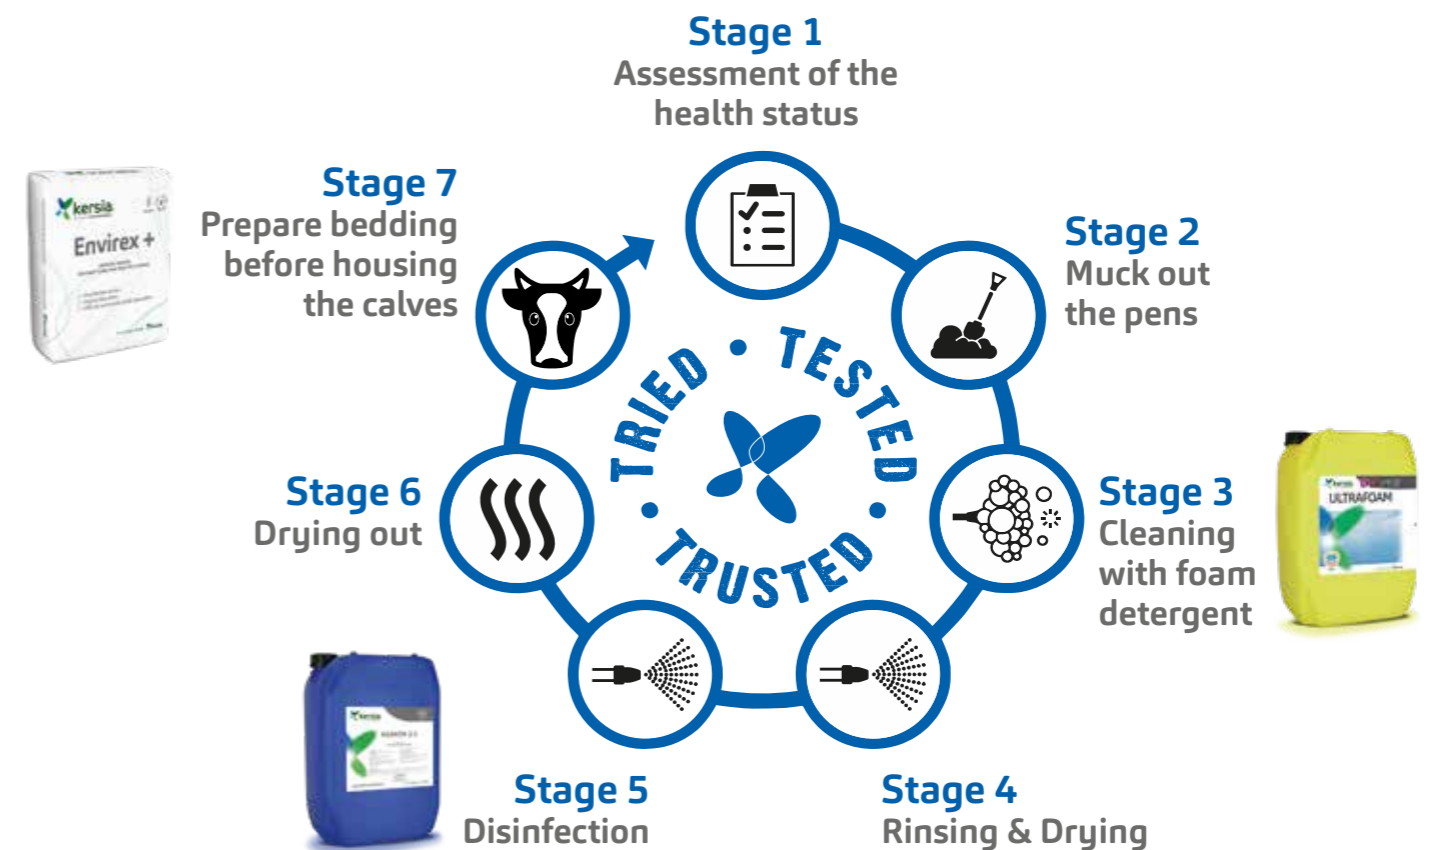 Stage 1
Assessment of the
health status
Stage 2
Muck out
the pens
Stage 3
Cleaning
with foam
detergent
Stage 4
Rinsing & Drying
Stage 5
Disinfection
Stage 6
Drying out
Stage 7
Prepare bedding
before housing
the calves
TRIED • TESTED • TRUSTED •
kersia
Envirex +
kersia
ULTRAFOAM
kersia